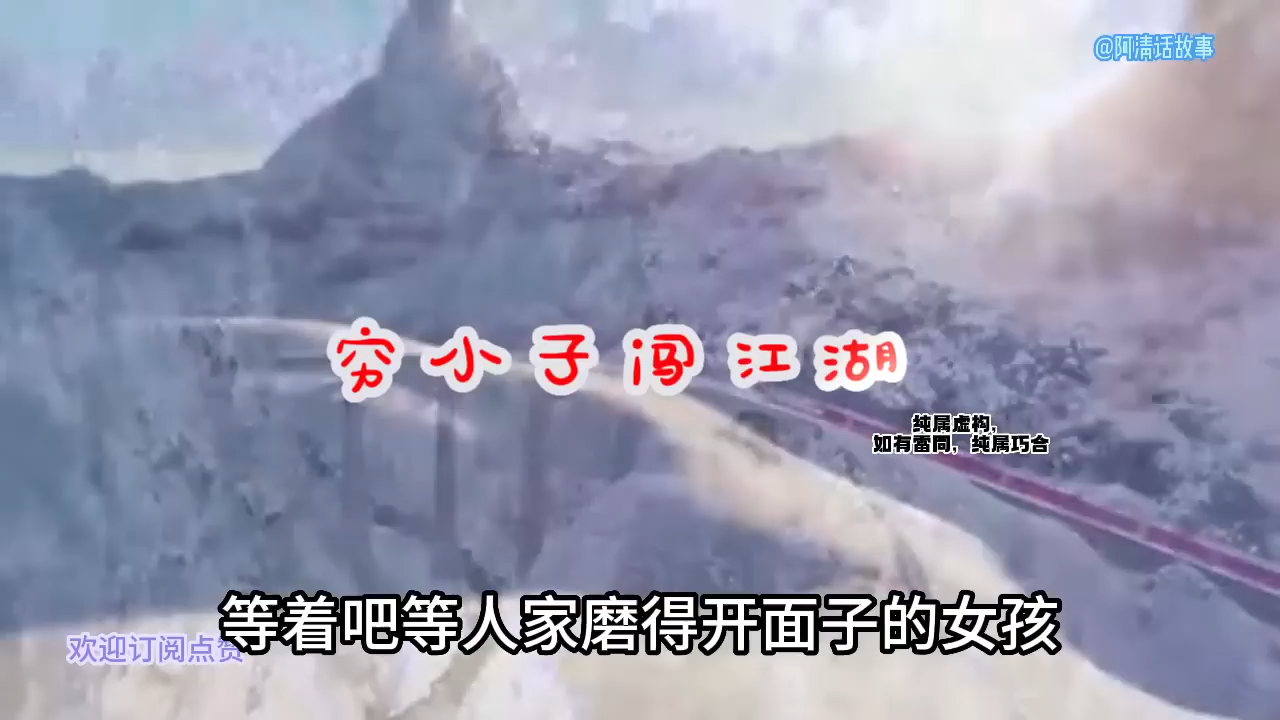 @阿清话故事
穷小子闯江湖
纯属虚构，
如有雷同，纯属巧合
等着吧等人家磨得开面子的女孩
欢迎订阅点赞